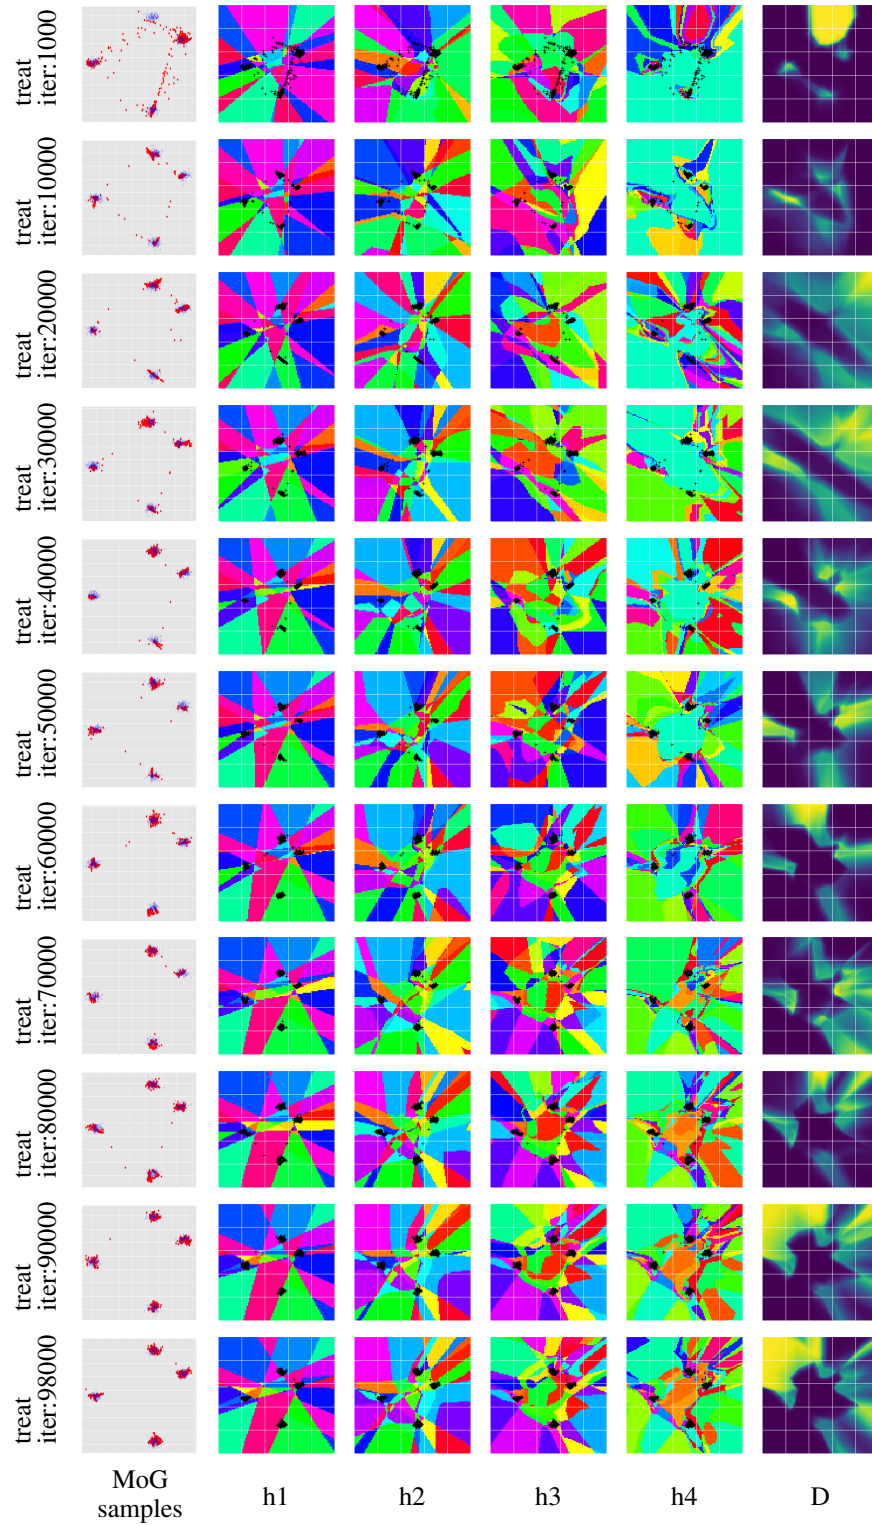 treat
iter:1000
treat
iter:10000
treat
iter:20000
treat
iter:30000
treat
iter:40000
treat
iter:50000
treat
iter:60000
treat
iter:70000
treat
iter:80000
treat
iter:90000
treat
iter:98000
MoG
samples
h1
h2
h3
h4
D